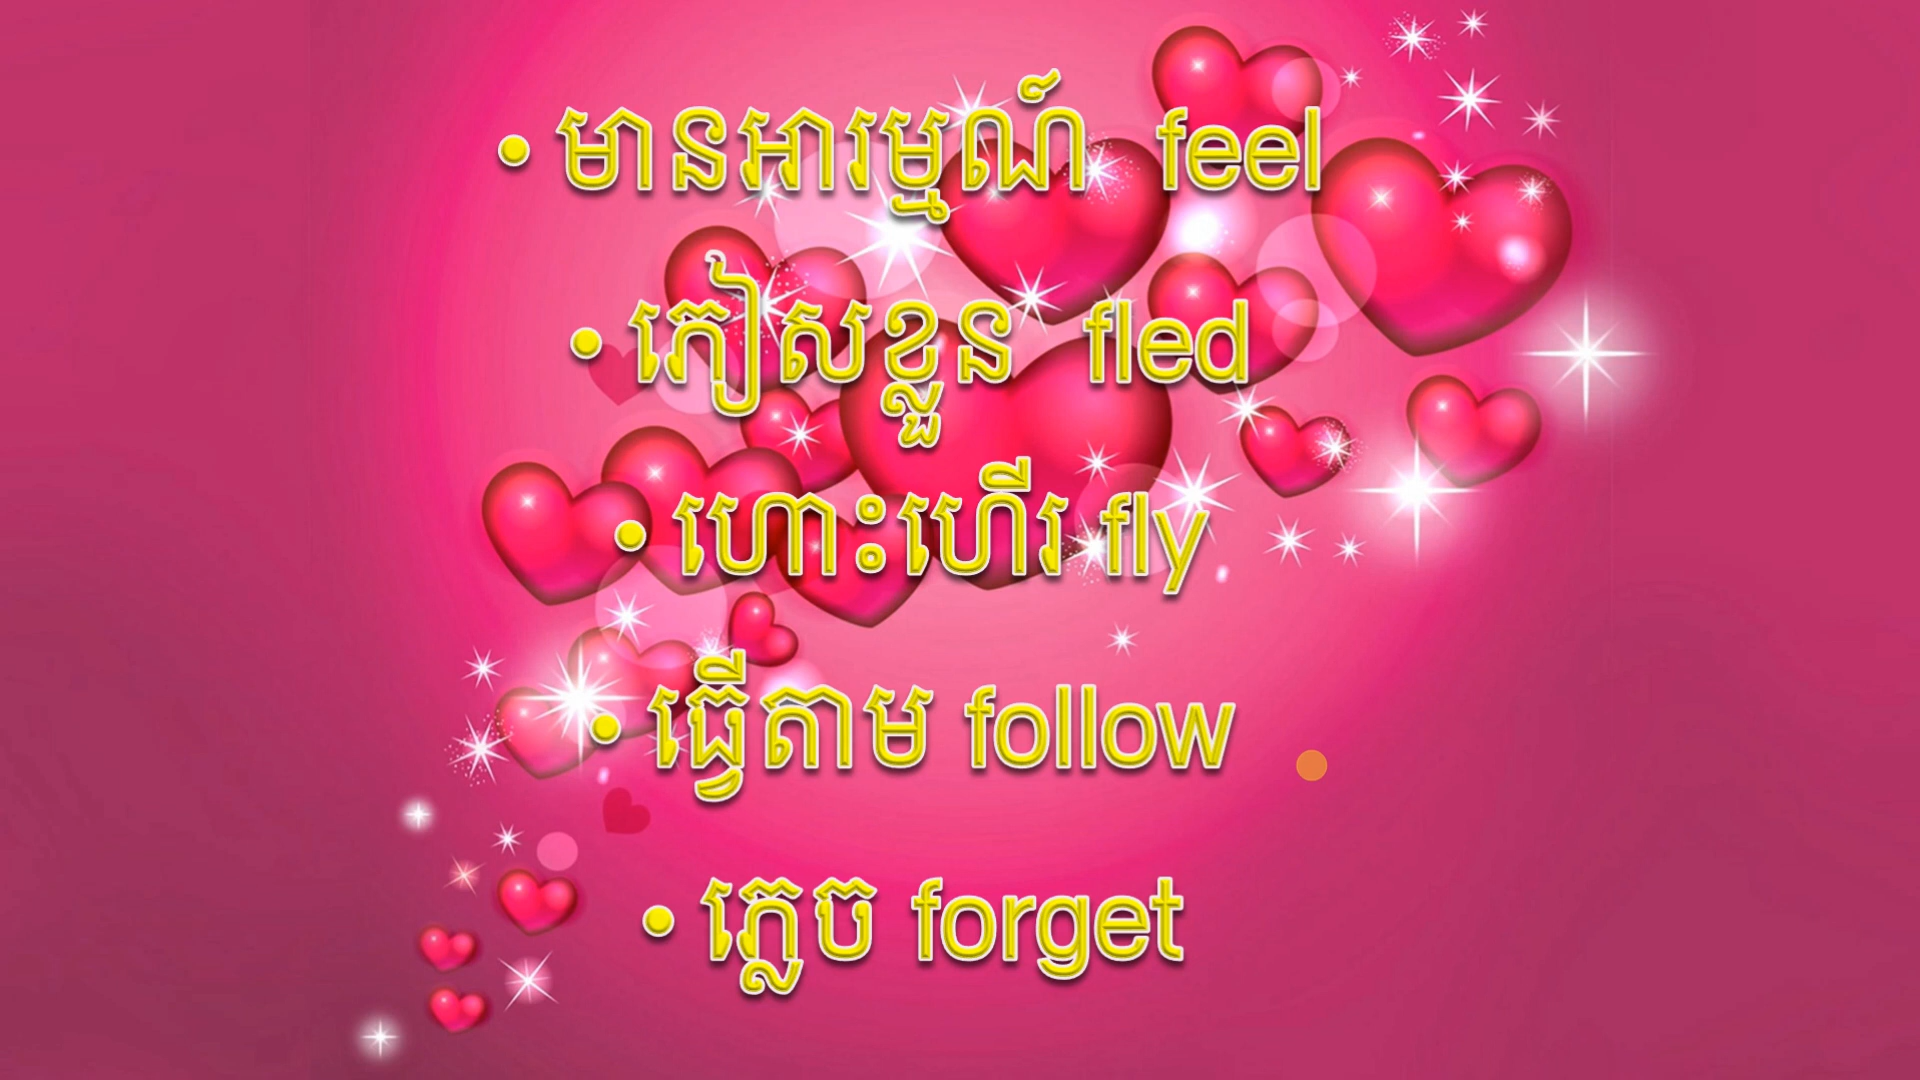 • មានអារម្មណ៍ feel
• ភៀសខ្លួន fled
• ហោះហើរ fly
• ធ្វើតាម follow
• ភ្លេច forget